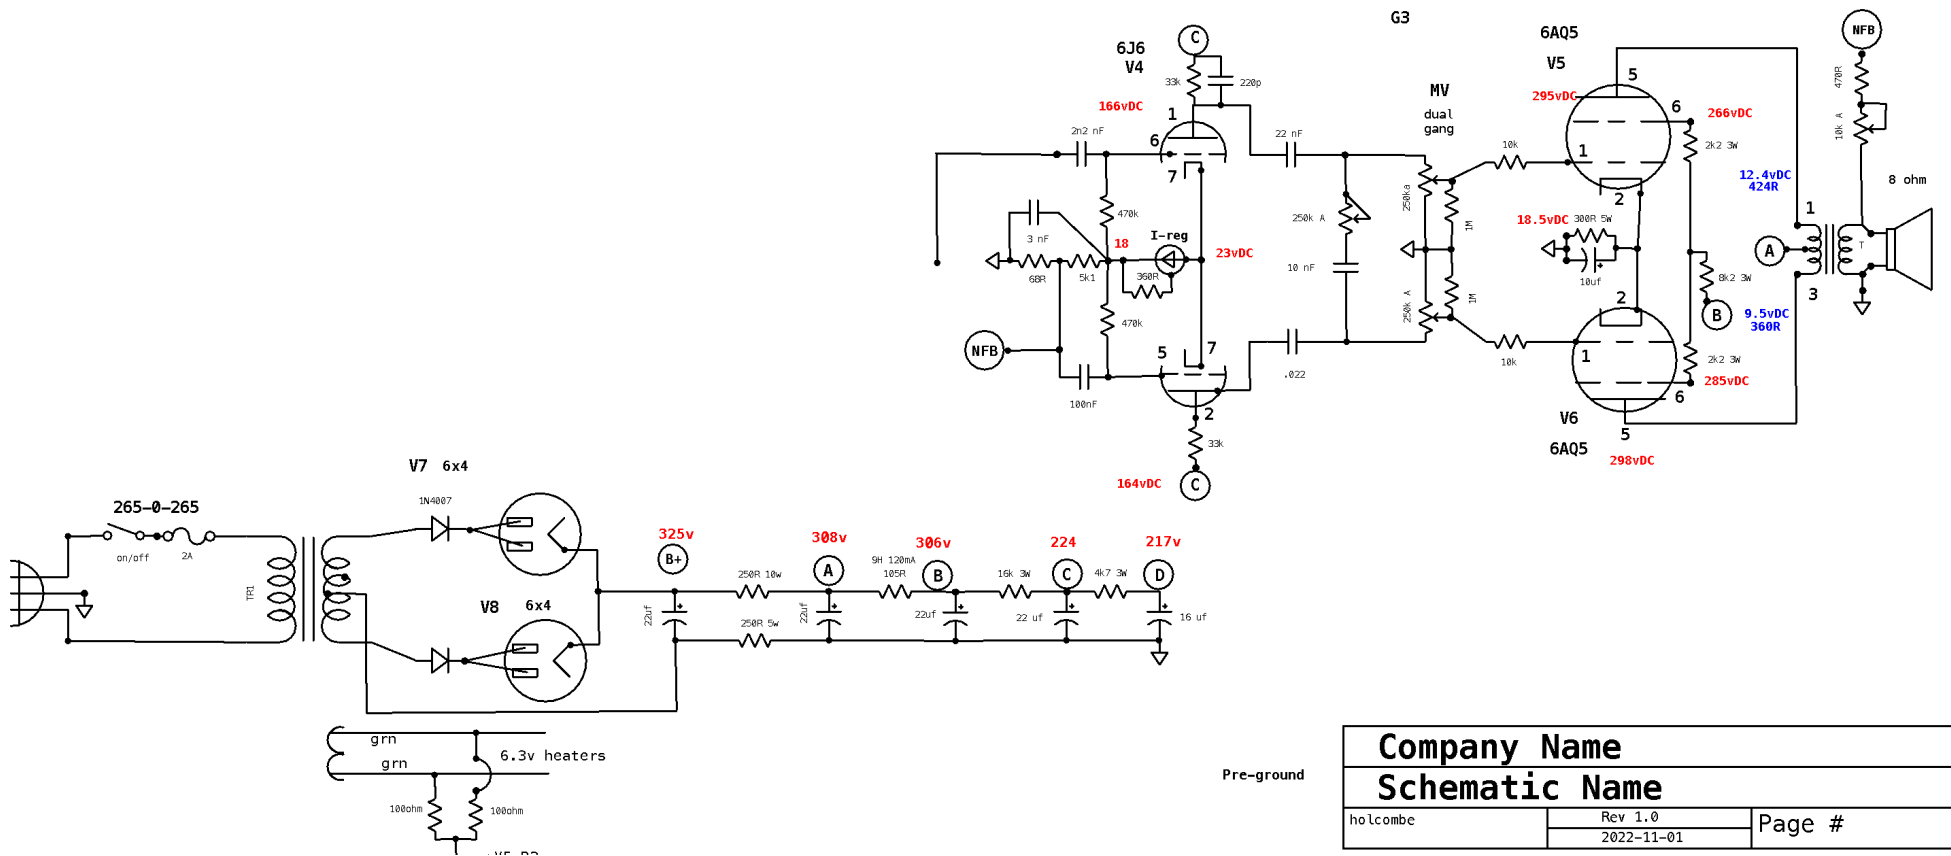 G3
C
6J6
V4
33k
220p
166vDC
1
6
7
2n2 nF
470k
3 nF
18
I-reg
23vDC
68R
5k1
360R
470k
NFB
100nF
5
7
2
33k
164vDC
C
22 nF
250k A
10 nF
.022
MV
dual
gang
250ka
1M
250k A
1M
10k
10k
6AQ5
V5
295vDC
5
6
266vDC
1
2
2k2 3W
18.5vDC
300R 5W
10uf
2
1
8k2 3W
B
2k2 3W
285vDC
6
V6
5
6AQ5
298vDC
NFB
470R
10k A
12.4vDC
424R
8 ohm
1
A
T
3
9.5vDC
360R
V7 6x4
1N4007
265-0-265
on/off
2A
TR1
V8 6x4
325v
B+
22uf
250R 10w
250R 5w
308v
A
22uf
9H 120mA
105R
306v
B
22uf
16k 3W
224
C
22 uf
4k7 3W
217v
D
16 uf
grn
grn
6.3v heaters
100ohm
100ohm
Pre-ground
Company Name
Schematic Name
holcombe
Rev 1.0
2022-11-01
Page #